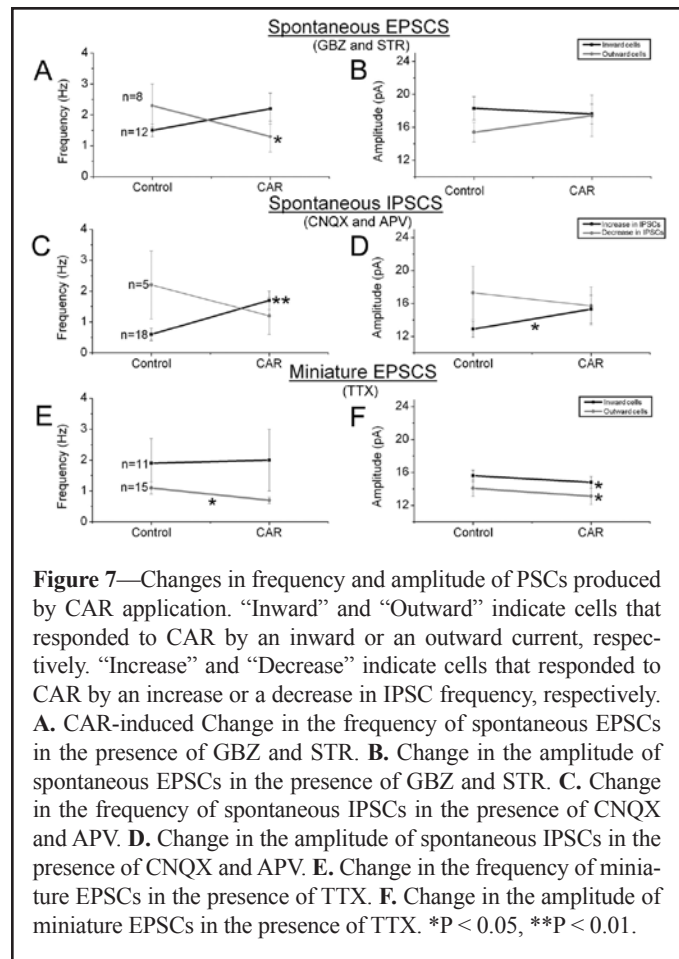 Spontaneous EPSCS
(GBZ and STR)
A
B
Inward cells
Outward cells
Frequency (Hz)
4
3
2
1
0
n=8
n=12
*
Control
CAR
Amplitude (pA)
24
20
16
12
Control
CAR
Spontaneous IPSCS
(CNQX and APV)
C
D
Increase in IPSCs
Decrease in IPSCs
Frequency (Hz)
4
3
2
1
0
n=5
n=18
**
Control
CAR
Amplitude (pA)
24
20
16
12
*
Control
CAR
Miniature EPSCS
(TTX)
E
F
Inward cells
Outward cells
Frequency (Hz)
4
3
2
1
0
n=11
n=15
*
Control
CAR
Amplitude (pA)
24
20
16
12
*
*
Control
CAR
Figure 7—Changes in frequency and amplitude of PSCs produced
by CAR application. “Inward” and “Outward” indicate cells that
responded to CAR by an inward or an outward current, respec-
tively. “Increase” and “Decrease” indicate cells that responded to
CAR by an increase or a decrease in IPSC frequency, respectively.
A. CAR-induced Change in the frequency of spontaneous EPSCs
in the presence of GBZ and STR. B. Change in the amplitude of
spontaneous EPSCs in the presence of GBZ and STR. C. Change
in the frequency of spontaneous IPSCs in the presence of CNQX
and APV. D. Change in the amplitude of spontaneous IPSCs in the
presence of CNQX and APV. E. Change in the frequency of minia-
ture EPSCs in the presence of TTX. F. Change in the amplitude of
miniature EPSCs in the presence of TTX. *P < 0.05, **P < 0.01.